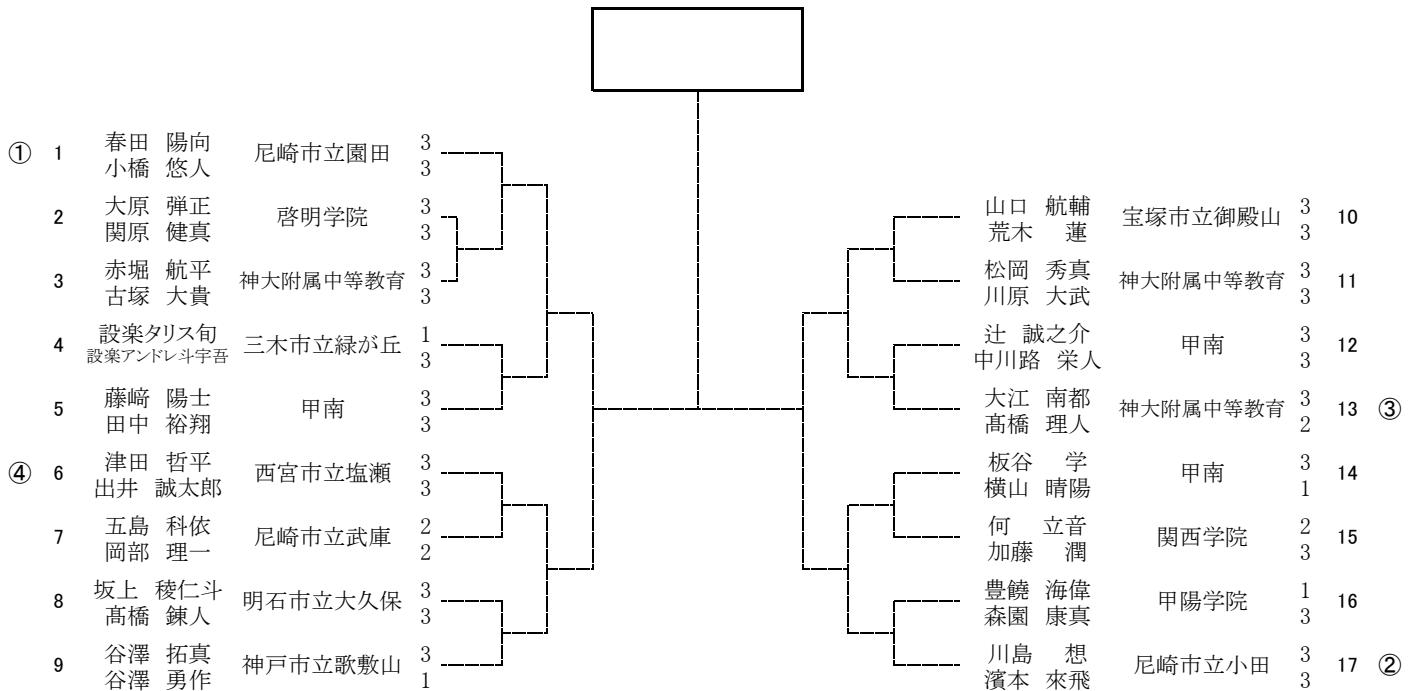 ① 1 春田 陽向 小橋 悠人 尼崎市立園田 3 3
2 大原 弾正 関原 健真 啓明学院 3 3
3 赤堀 航平 古塚 大貴 神大附属中等教育 3 3
4 設楽タリス旬 設楽アンドレ斗宇吾 三木市立緑が丘 1 3
5 藤﨑 陽士 田中 裕翔 甲南 3 3
④ 6 津田 哲平 出井 誠太郎 西宮市立塩瀬 3 3
7 五島 科依 岡部 理一 尼崎市立武庫 2 2
8 坂上 稜仁斗 髙橋 錬人 明石市立大久保 3 3
9 谷澤 拓真 谷澤 勇作 神戸市立歌敷山 3 1
山口 航輔 荒木 蓮 宝塚市立御殿山 3 3 10
松岡 秀真 川原 大武 神大附属中等教育 3 3 11
辻 誠之介 中川路 栄人 甲南 3 3 12
大江 南都 髙橋 理人 神大附属中等教育 3 2 13 ③
板谷 学 横山 晴陽 甲南 3 1 14
何 立音 加藤 潤 関西学院 2 3 15
豊饒 海偉 森園 康真 甲陽学院 1 3 16
川島 想 濱本 來飛 尼崎市立小田 3 3 17 ②